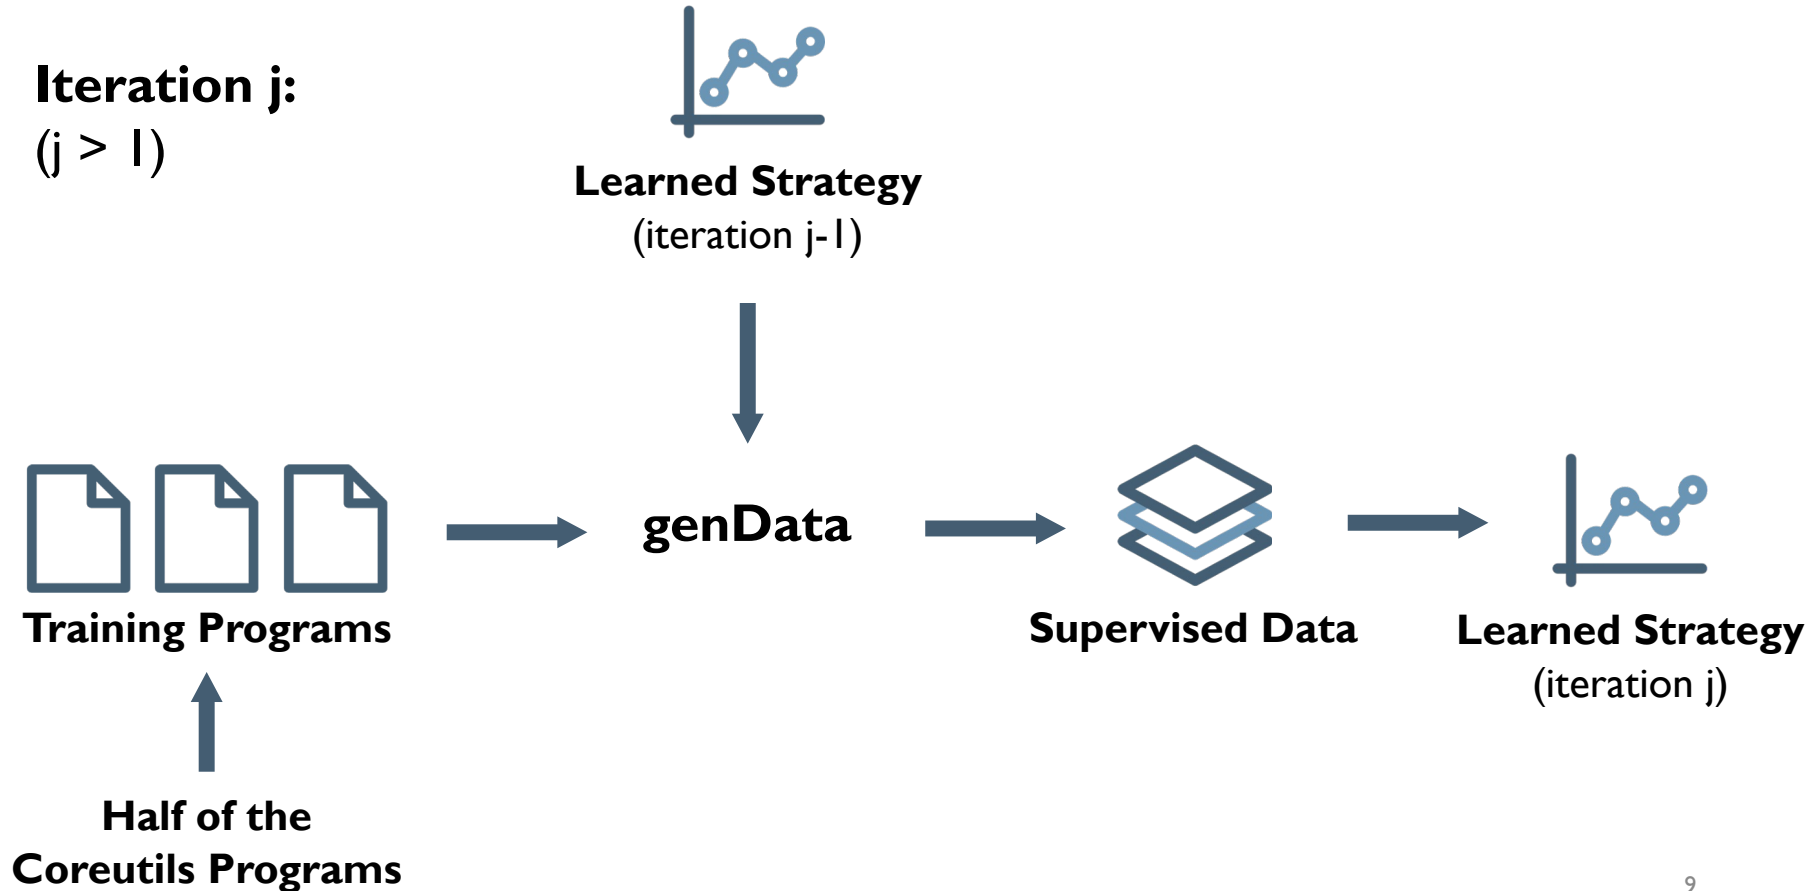 Iteration j:
(j > 1)
Learned Strategy
(iteration j-1)
genData
Training Programs
Supervised Data
Learned Strategy
(iteration j)
Half of the
Coreutils Programs
9